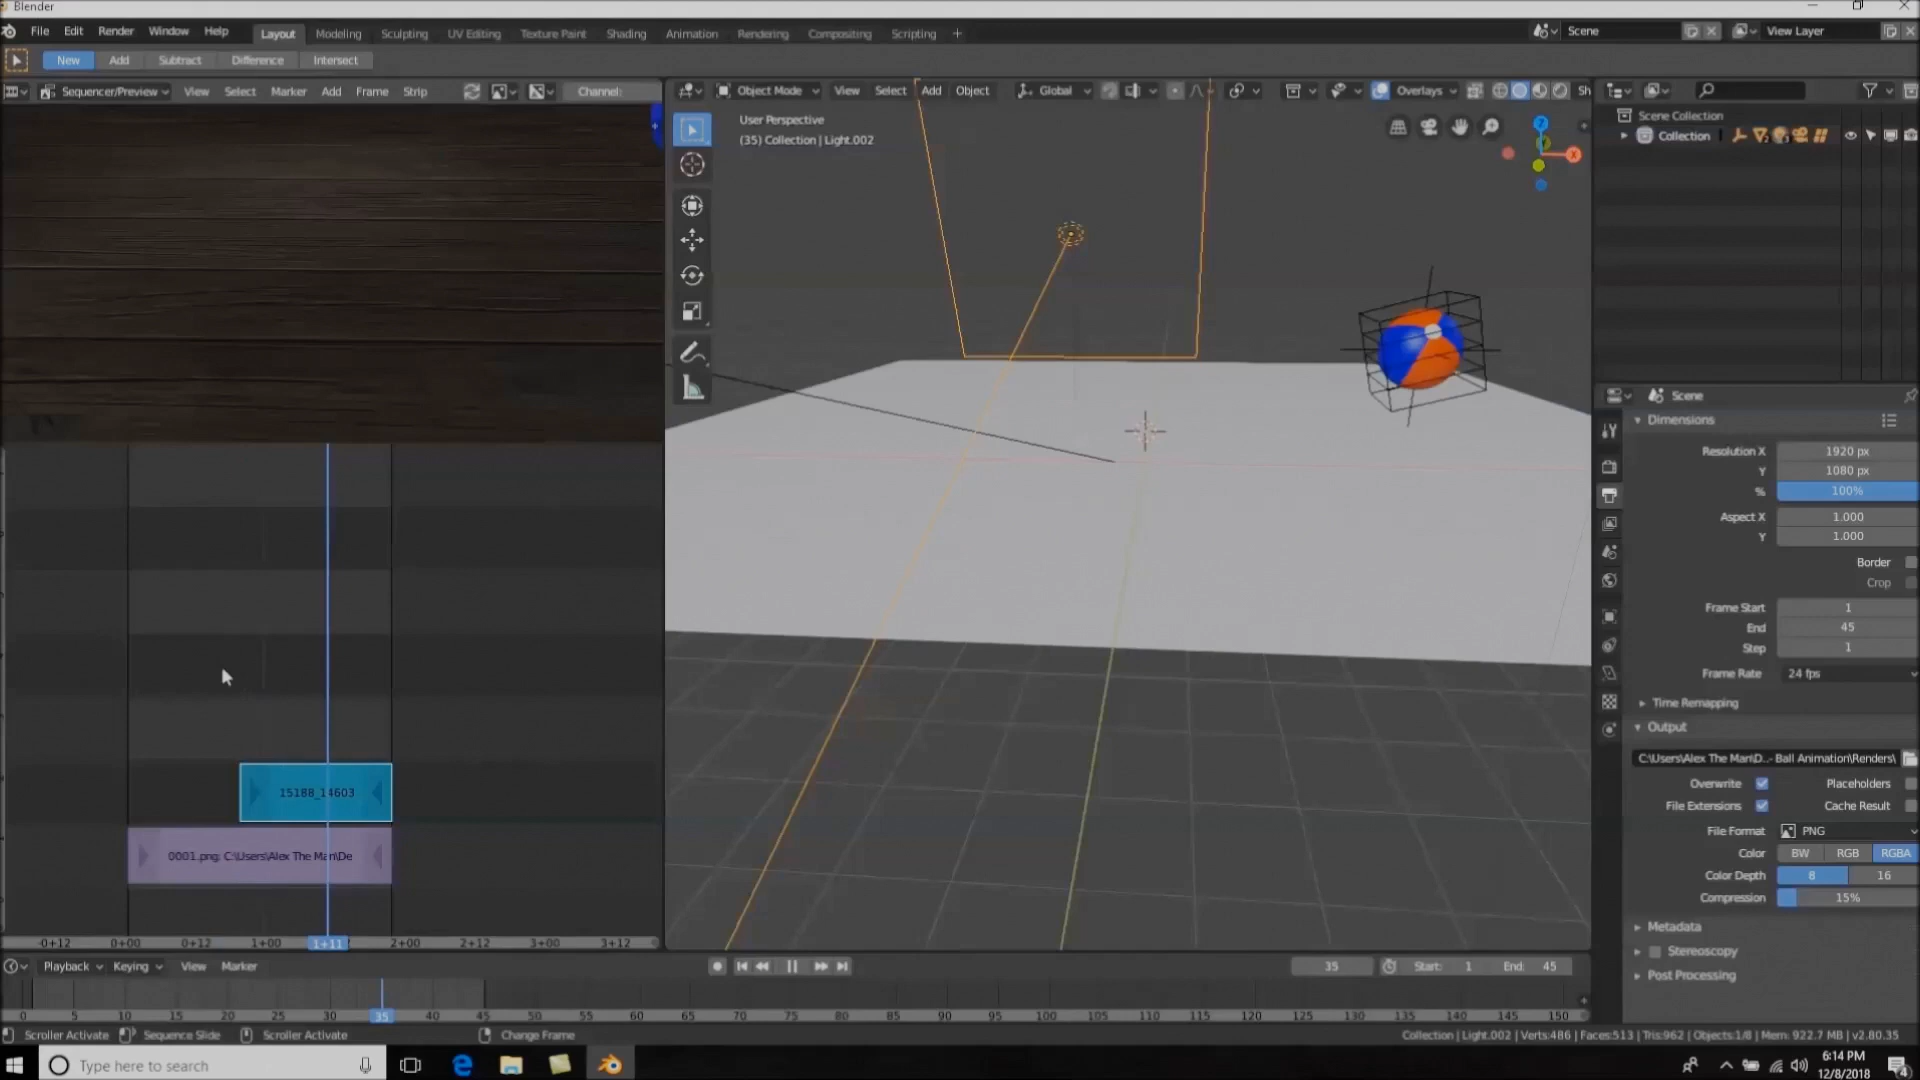 Blender
File Edit Render Window Help Layout Modeling Sculpting UV Editing Texture Paint Shading Animation Rendering Compositing Scripting + Scene View Layer
New Add Subtract Difference Intersect
Sequencer/Preview View Select Marker Add Frame Strip Channel: Object Mode View Select Add Object Global Overlays Sh
User Perspective
(35) Collection | Light.002
Z
X
Scene Collection
Collection
Scene
Dimensions
Resolution X 1920 px
Y 1080 px
% 100%
Aspect X 1.000
Y 1.000
Border
Crop
Frame Start 1
End 45
Step 1
Frame Rate 24 fps
Time Remapping
Output
C:\Users\Alex The Man\D..- Ball Animation\Renders\
Overwrite Placeholders
File Extensions Cache Result
File Format PNG
Color BW RGB RGBA
Color Depth 8 16
Compression 15%
Metadata
Stereoscopy
Post Processing
15188_14603
0001.png: C:\Users\Alex The Man\De
-0+12 0+00 0+12 1+00 1+11 2+00 2+12 3+00 3+12
Playback Keying View Marker 35 Start: 1 End: 45
0 5 10 15 20 25 30 35 40 45 50 55 60 65 70 75 80 85 90 95 100 105 110 115 120 125 130 135 140 145 150
Scroller Activate Sequence Slide Scroller Activate Change Frame Collection | Light.002 | Verts:486 | Faces:513 | Tris:962 | Objects:1/8 | Mem: 922.7 MB | v2.80.35
Type here to search
6:14 PM
12/8/2018
4